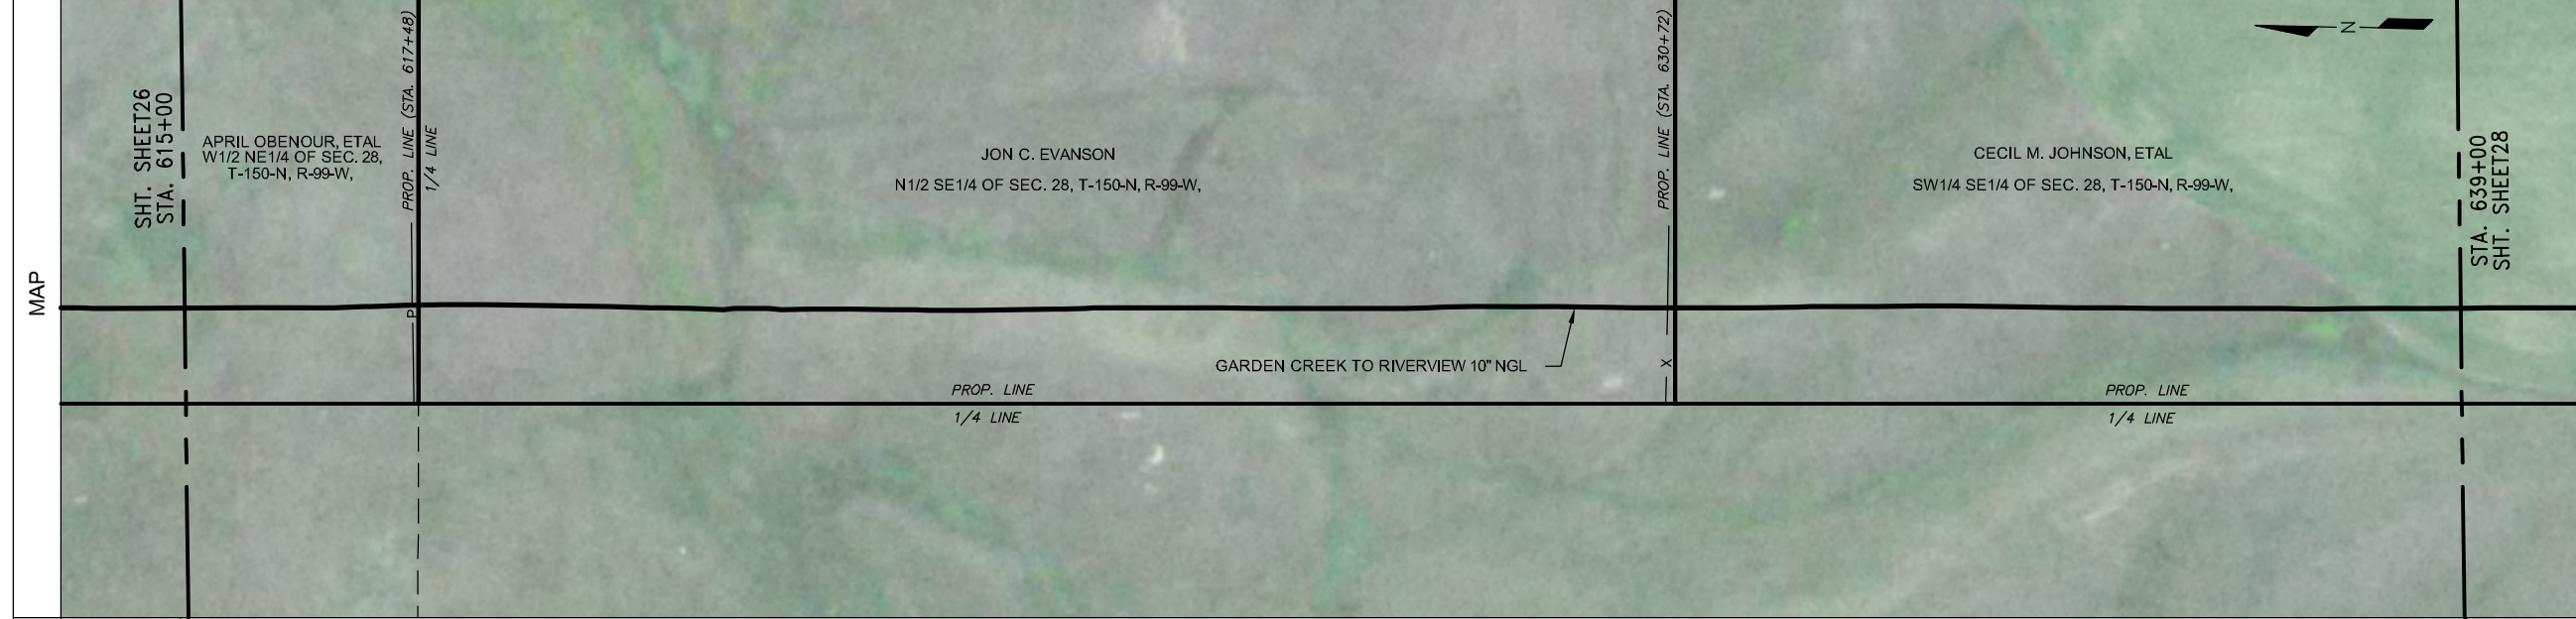 MAP
SHT. SHEET26
STA. 615+00
APRIL OBENOUR, ETAL
W1/2 NE1/4 OF SEC. 28,
T-150-N, R-99-W,
PROP. LINE (STA. 617+48)
1/4 LINE
P
JON C. EVANSON
N1/2 SE1/4 OF SEC. 28, T-150-N, R-99-W,
GARDEN CREEK TO RIVERVIEW 10" NGL
PROP. LINE
1/4 LINE
PROP. LINE (STA. 630+72)
X
CECIL M. JOHNSON, ETAL
SW1/4 SE1/4 OF SEC. 28, T-150-N, R-99-W,
PROP. LINE
1/4 LINE
N
STA. 639+00
SHT. SHEET28